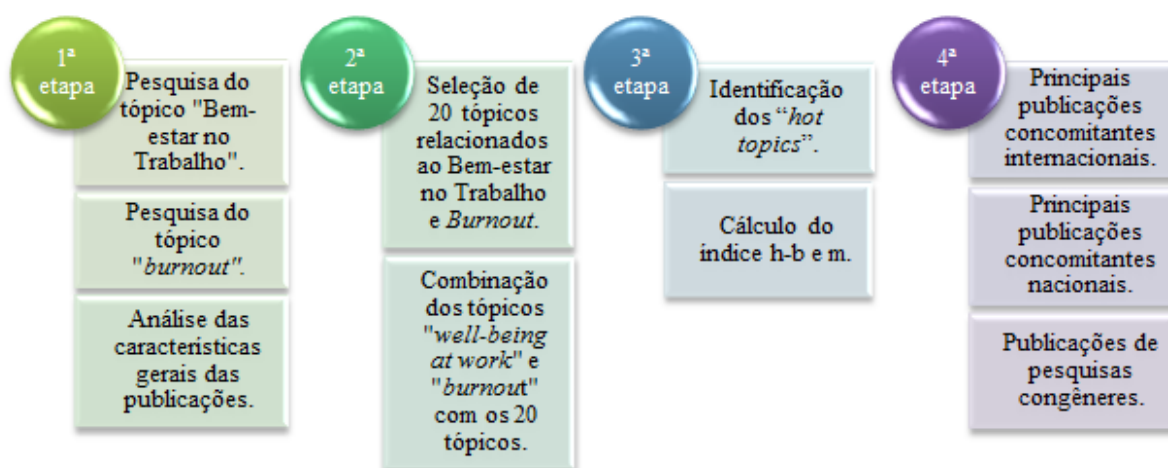 1ª
etapa
Pesquisa do
tópico "Bem-
estar no
Trabalho".
Pesquisa do
tópico
"burnout".
Análise das
características
gerais das
publicações.
2ª
etapa
Seleção de
20 tópicos
relacionados
ao Bem-estar
no Trabalho
e Burnout.
Combinação
dos tópicos
"well-being
at work" e
"burnout"
com os 20
tópicos.
3ª
etapa
Identificação
dos “hot
topics”.
Cálculo do
índice h-b e m.
4ª
etapa
Principais
publicações
concomitantes
internacionais.
Principais
publicações
concomitantes
nacionais.
Publicações de
pesquisas
congêneres.